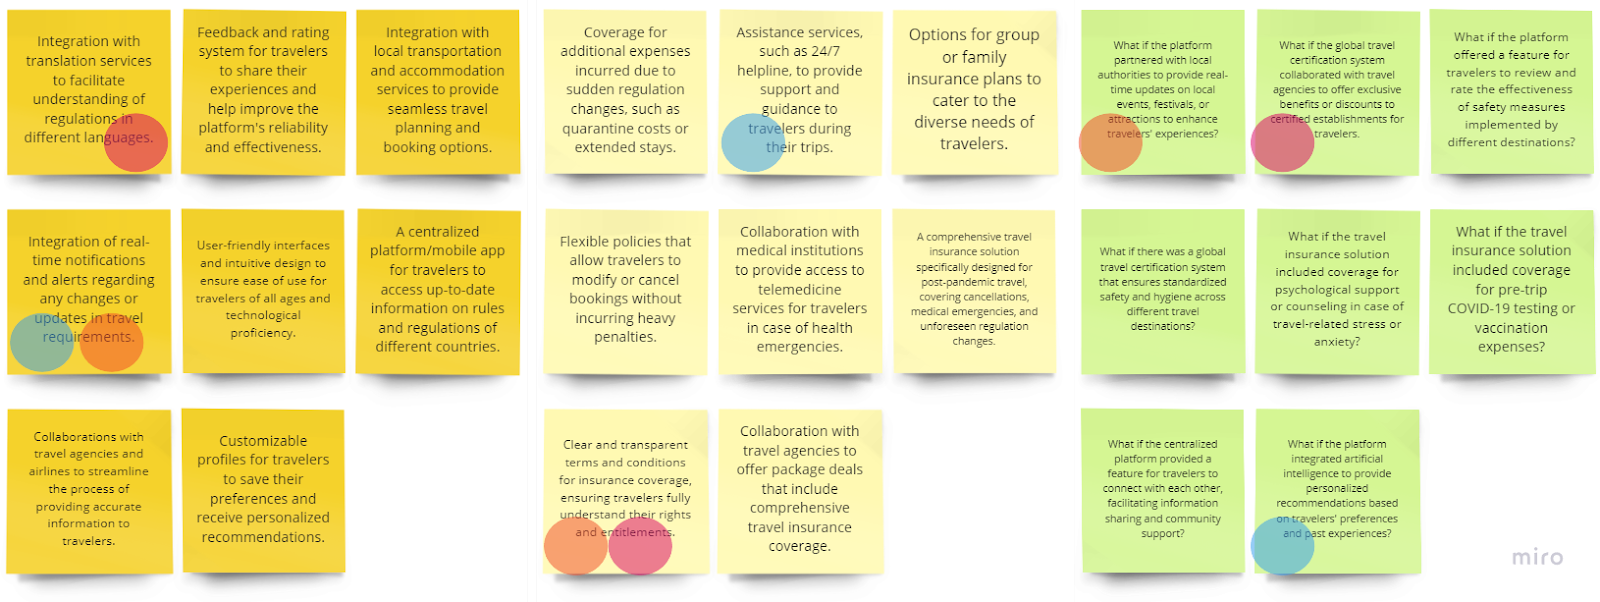 Integration with
translation services
to facilitate
understanding of
regulations in
different languages.
Feedback and rating
system for travelers
to share their
experiences and
help improve the
platform's reliability
and effectiveness.
Integration with
local transportation
and accommodation
services to provide
seamless travel
planning and
booking options.
Integration of real-
time notifications
and alerts regarding
any changes or
updates in travel
requirements.
User-friendly interfaces
and intuitive design to
ensure ease of use for
travelers of all ages and
technological
proficiency.
A centralized
platform/mobile app
for travelers to
access up-to-date
information on rules
and regulations of
different countries.
Collaborations with
travel agencies and
airlines to streamline
the process of
providing accurate
information to
travelers.
Customizable
profiles for travelers
to save their
preferences and
receive personalized
recommendations.
Coverage for
additional expenses
incurred due to
sudden regulation
changes, such as
quarantine costs or
extended stays.
Assistance services,
such as 24/7
helpline, to provide
support and
guidance to
travelers during
their trips.
Options for group
or family
insurance plans to
cater to the
diverse needs of
travelers.
Flexible policies that
allow travelers to
modify or cancel
bookings without
incurring heavy
penalties.
Collaboration with
medical institutions
to provide access to
telemedicine
services for travelers
in case of health
emergencies.
A comprehensive travel
insurance solution
specifically designed for
post-pandemic travel,
covering cancellations,
medical emergencies, and
unforeseen regulation
changes.
Clear and transparent
terms and conditions
for insurance coverage,
ensuring travelers fully
understand their rights
and entitlements.
Collaboration with
travel agencies to
offer package deals
that include
comprehensive
travel insurance
coverage.
What if the platform
partnered with local
authorities to provide real-
time updates on local
events, festivals, or
attractions to enhance
travelers' experiences?
What if the global travel
certification system
collaborated with travel
agencies to offer exclusive
benefits or discounts to
certified establishments for
travelers.
What if the platform
offered a feature for
travelers to review and
rate the effectiveness
of safety measures
implemented by
different destinations?
What if there was a global
travel certification system
that ensures standardized
safety and hygiene across
different travel
destinations?
What if the travel
insurance solution
included coverage for
psychological support
or counseling in case of
travel-related stress or
anxiety?
What if the travel
insurance solution
included coverage
for pre-trip
COVID-19 testing or
vaccination
expenses?
What if the centralized
platform provided a
feature for travelers to
connect with each other,
facilitating information
sharing and community
support?
What if the platform
integrated artificial
intelligence to provide
personalized
recommendations based
on travelers' preferences
and past experiences?
miro